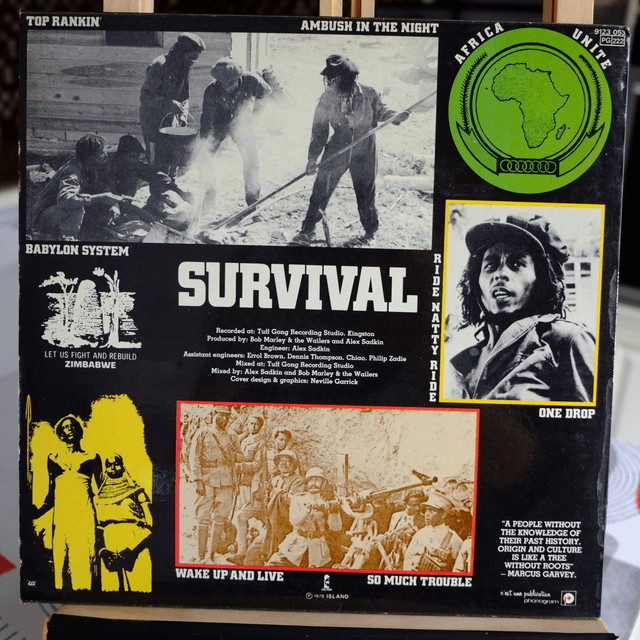 TOP RANKIN'
AMBUSH IN THE NIGHT
AFRICA UNITE
9123 053
PG 222
BABYLON SYSTEM
SURVIVAL
RIDE NATTY RIDE
Recorded at: Tuff Gong Recording Studio, Kingston
Produced by: Bob Marley & the Wailers and Alex Sadkin
Engineer: Alex Sadkin
Assistant engineers: Errol Brown, Dennis Thompson, Chiao, Philip Zadie
Mixed at: Tuff Gong Recording Studio
Mixed by: Alex Sadkin and Bob Marley & the Wailers
Cover design & graphics: Neville Garrick
LET US FIGHT AND REBUILD
ZIMBABWE
ONE DROP
WAKE UP AND LIVE
SO MUCH TROUBLE
"A PEOPLE WITHOUT
THE KNOWLEDGE OF
THEIR PAST HISTORY,
ORIGIN AND CULTURE
IS LIKE A TREE
WITHOUT ROOTS"
— MARCUS GARVEY.
℗ 1979 ISLAND
c'est une publication
phonogram